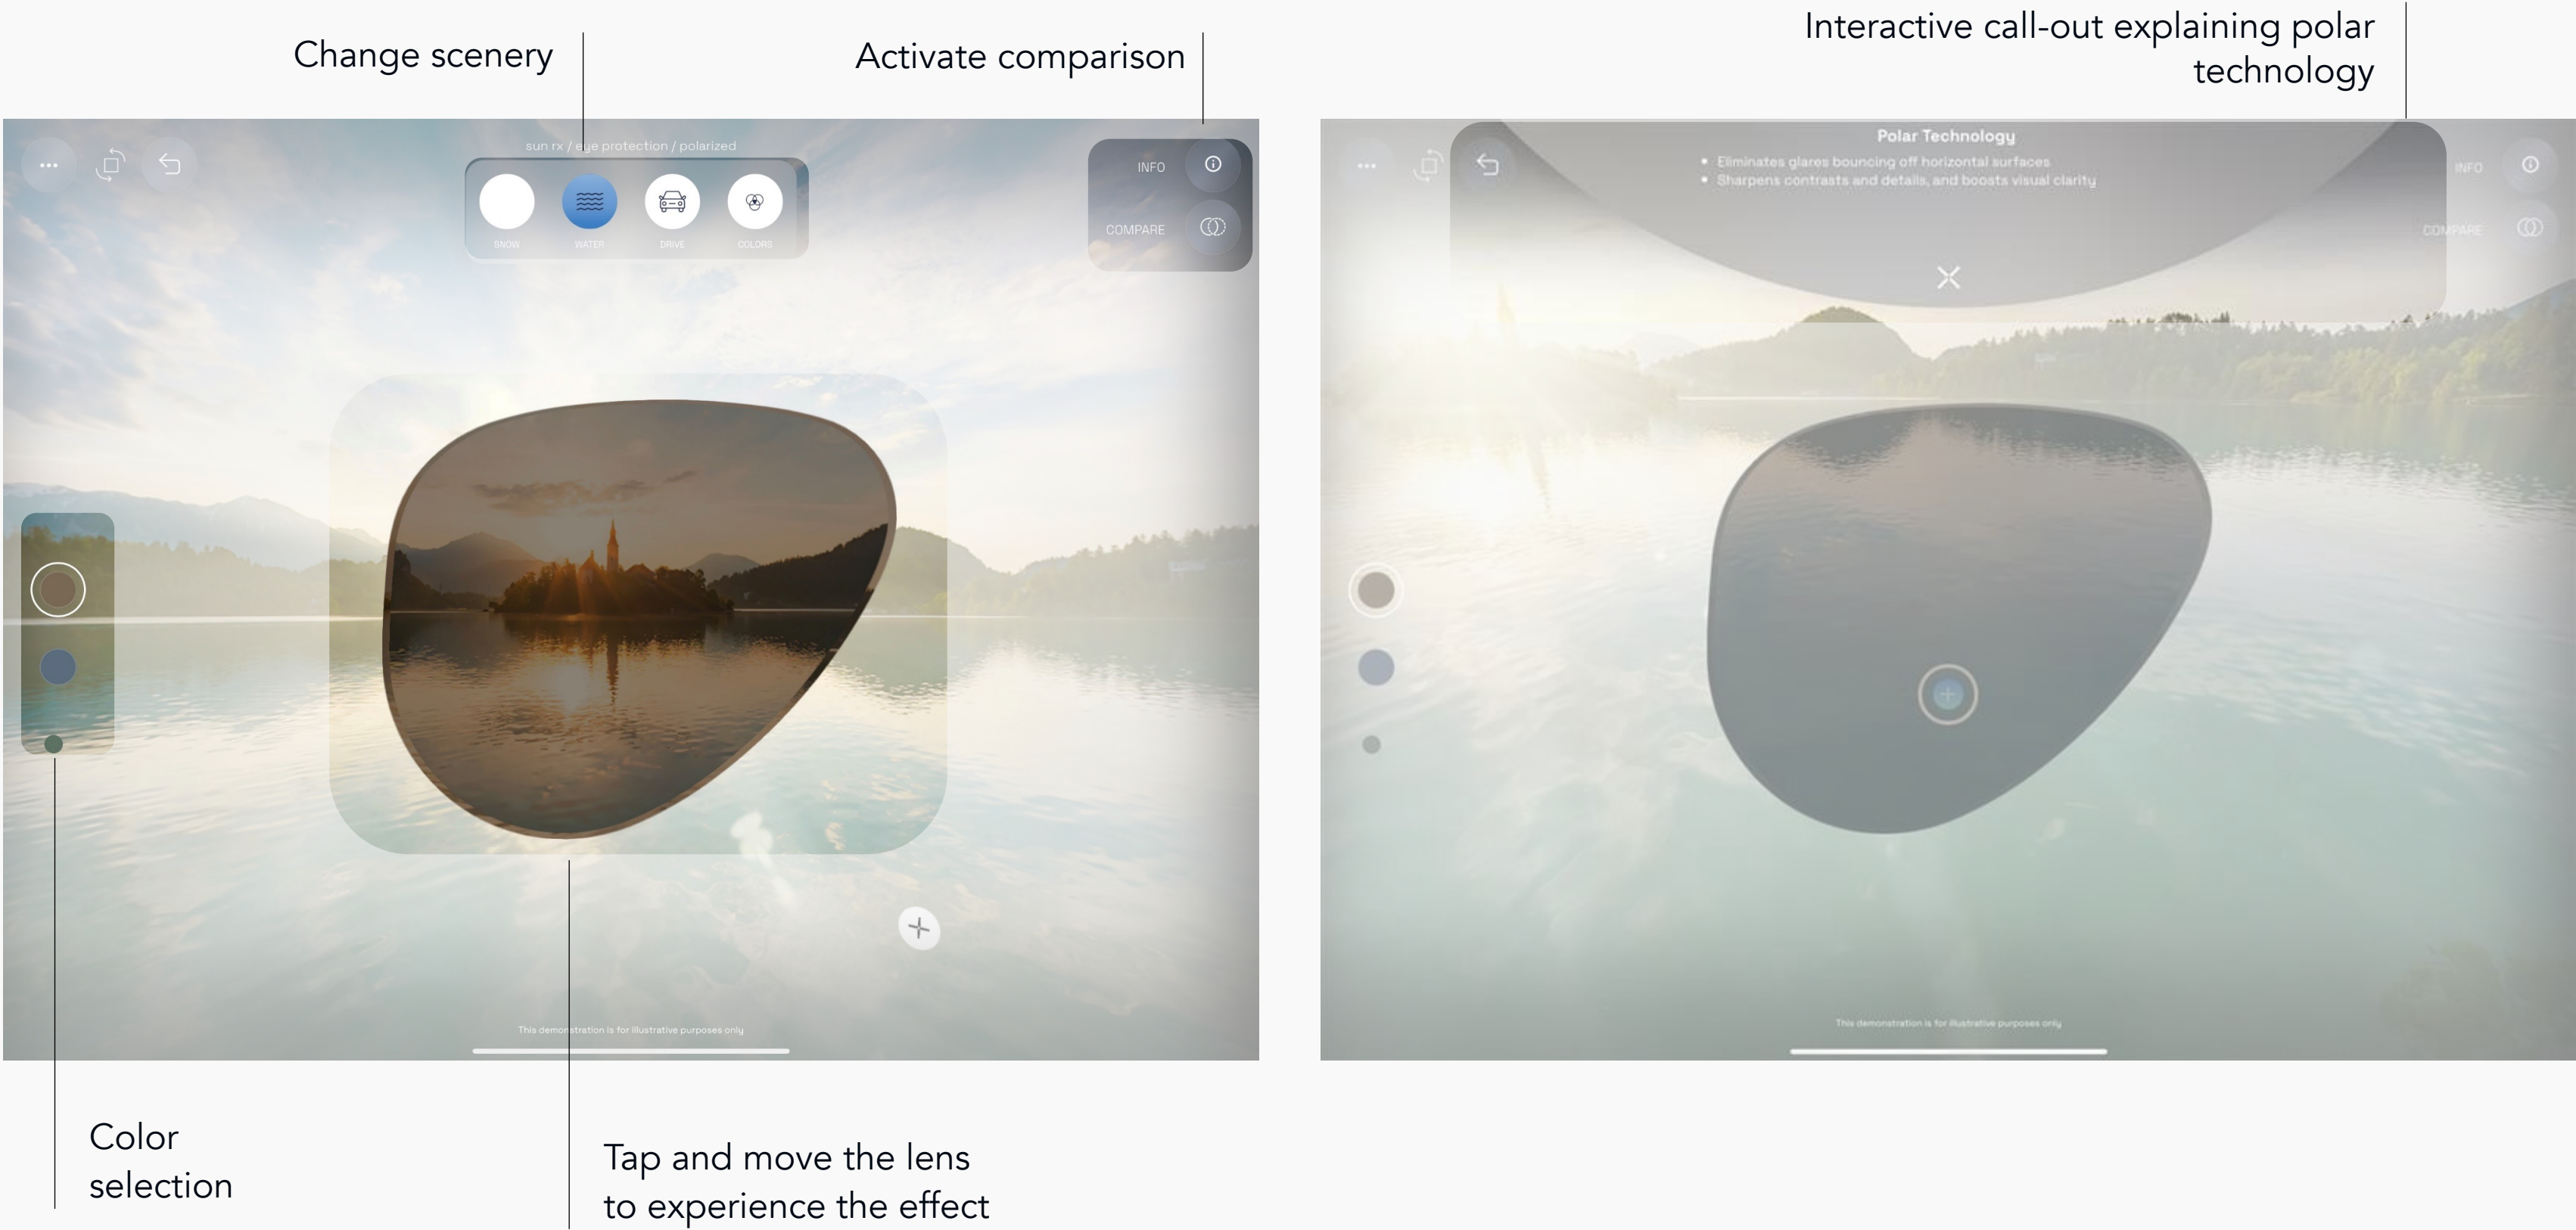 Change scenery
Activate comparison
Interactive call-out explaining polar
technology
sun rx / eye protection / polarized
SNOW
WATER
DRIVE
COLORS
INFO
COMPARE
This demonstration is for illustrative purposes only
Polar Technology
• Eliminates glares bouncing off horizontal surfaces
• Sharpens contrasts and details, and boosts visual clarity
INFO
COMPARE
This demonstration is for illustrative purposes only
Color
selection
Tap and move the lens
to experience the effect